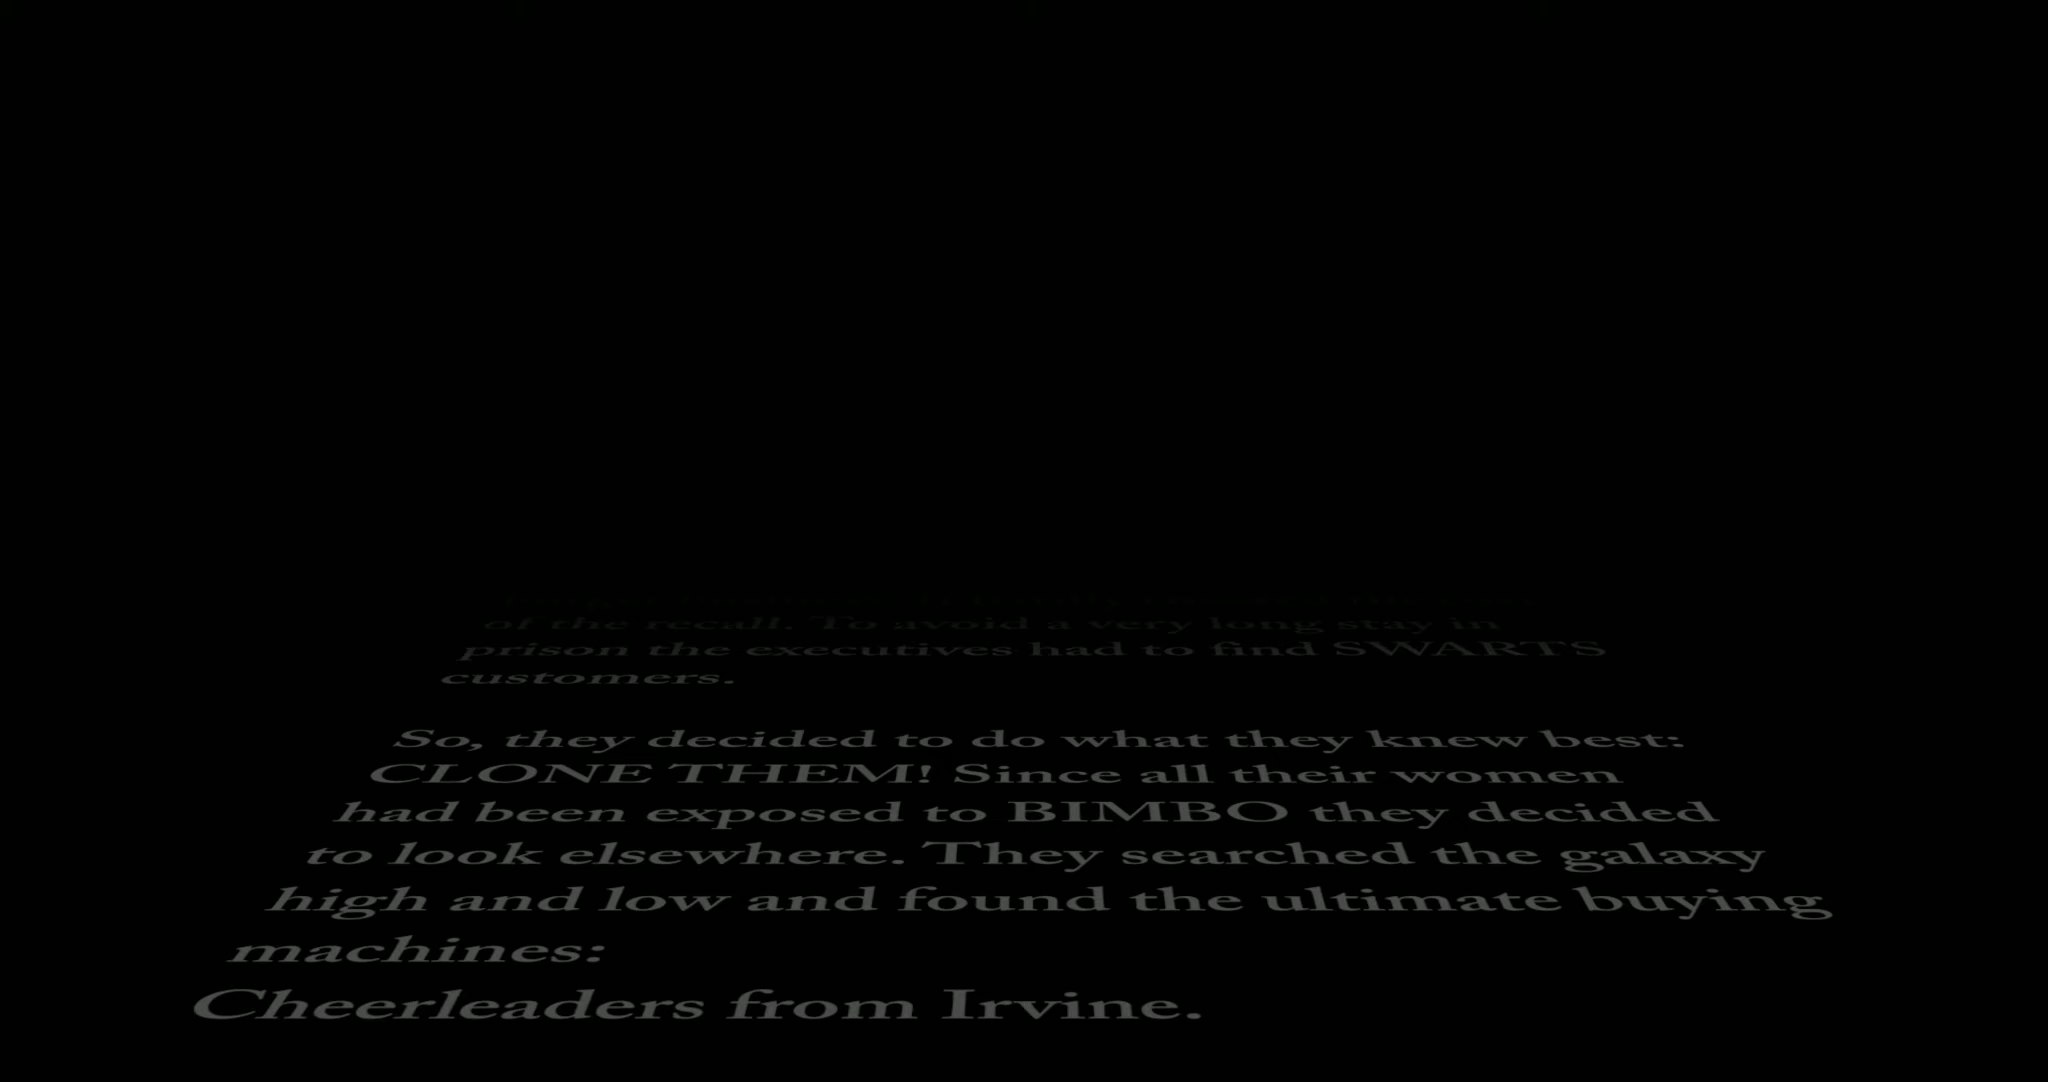 of the recall. To avoid a very long stay in
prison the executives had to find SWARTS
customers.
So, they decided to do what they knew best:
CLONE THEM! Since all their women
had been exposed to BIMBO they decided
to look elsewhere. They searched the galaxy
high and low and found the ultimate buying
machines:
Cheerleaders from Irvine.